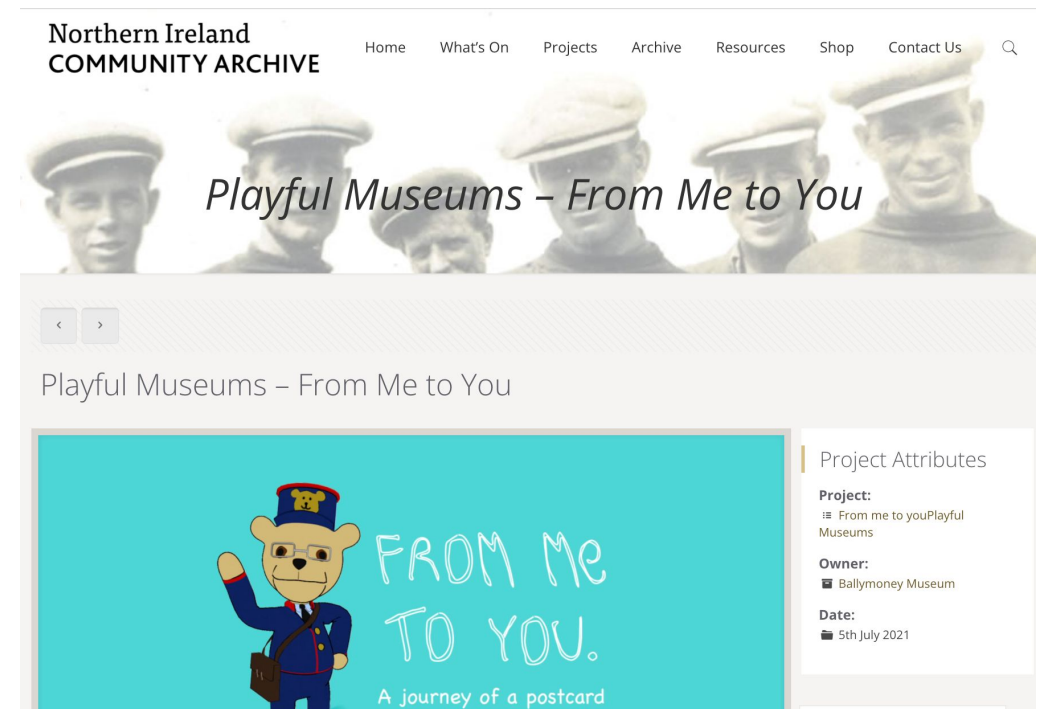 Northern Ireland
COMMUNITY ARCHIVE
Home What's On Projects Archive Resources Shop Contact Us
Playful Museums – From Me to You
Playful Museums – From Me to You
FROM ME
TO YOU.
A journey of a postcard
Project Attributes
Project:
From me to youPlayful
Museums
Owner:
Ballymoney Museum
Date:
5th July 2021